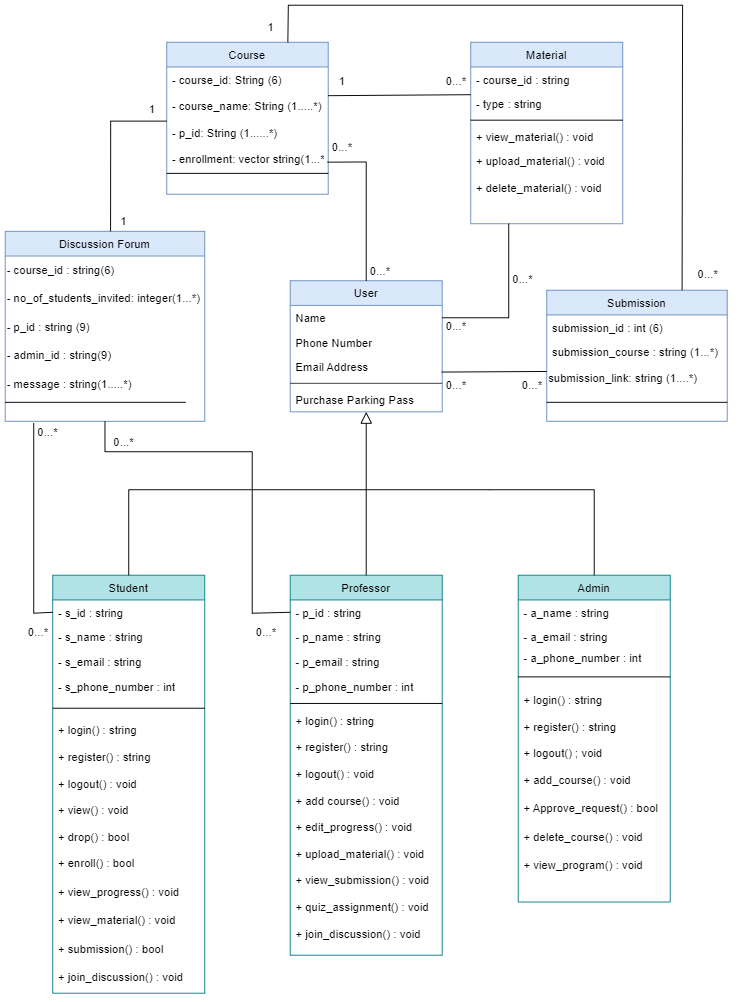 1
Course
- course_id: String (6)
- course_name: String (1.....*)
- p_id: String (1......*)
- enrollment: vector string(1...*
1
0...*
Material
- course_id : string
- type : string
+ view_material() : void
+ upload_material() : void
+ delete_material() : void
1
1
0...*
0...*
0...*
0...*
0...*
Discussion Forum
- course_id : string(6)
- no_of_students_invited: integer(1...*)
- p_id : string (9)
- admin_id : string(9)
- message : string(1.....*)
User
Name
Phone Number
Email Address
Purchase Parking Pass
0...*
0...*
Submission
submission_id : int (6)
submission_course : string (1...*)
submission_link: string (1....*)
0...*
0...*
0...*
0...*
Student
- s_id : string
- s_name : string
- s_email : string
- s_phone_number : int
+ login() : string
+ register() : string
+ logout() : void
+ view() : void
+ drop() : bool
+ enroll() : bool
+ view_progress() : void
+ view_material() : void
+ submission() : bool
+ join_discussion() : void
Professor
- p_id : string
- p_name : string
- p_email : string
- p_phone_number : int
+ login() : string
+ register() : string
+ logout() : void
+ add course() : void
+ edit_progress() : void
+ upload_material() : void
+ view_submission() : void
+ quiz_assignment() : void
+ join_discussion() : void
Admin
- a_name : string
- a_email : string
- a_phone_number : int
+ login() : string
+ register() : string
+ logout() ; void
+ add_course() : void
+ Approve_request() : bool
+ delete_course() : void
+ view_program() : void